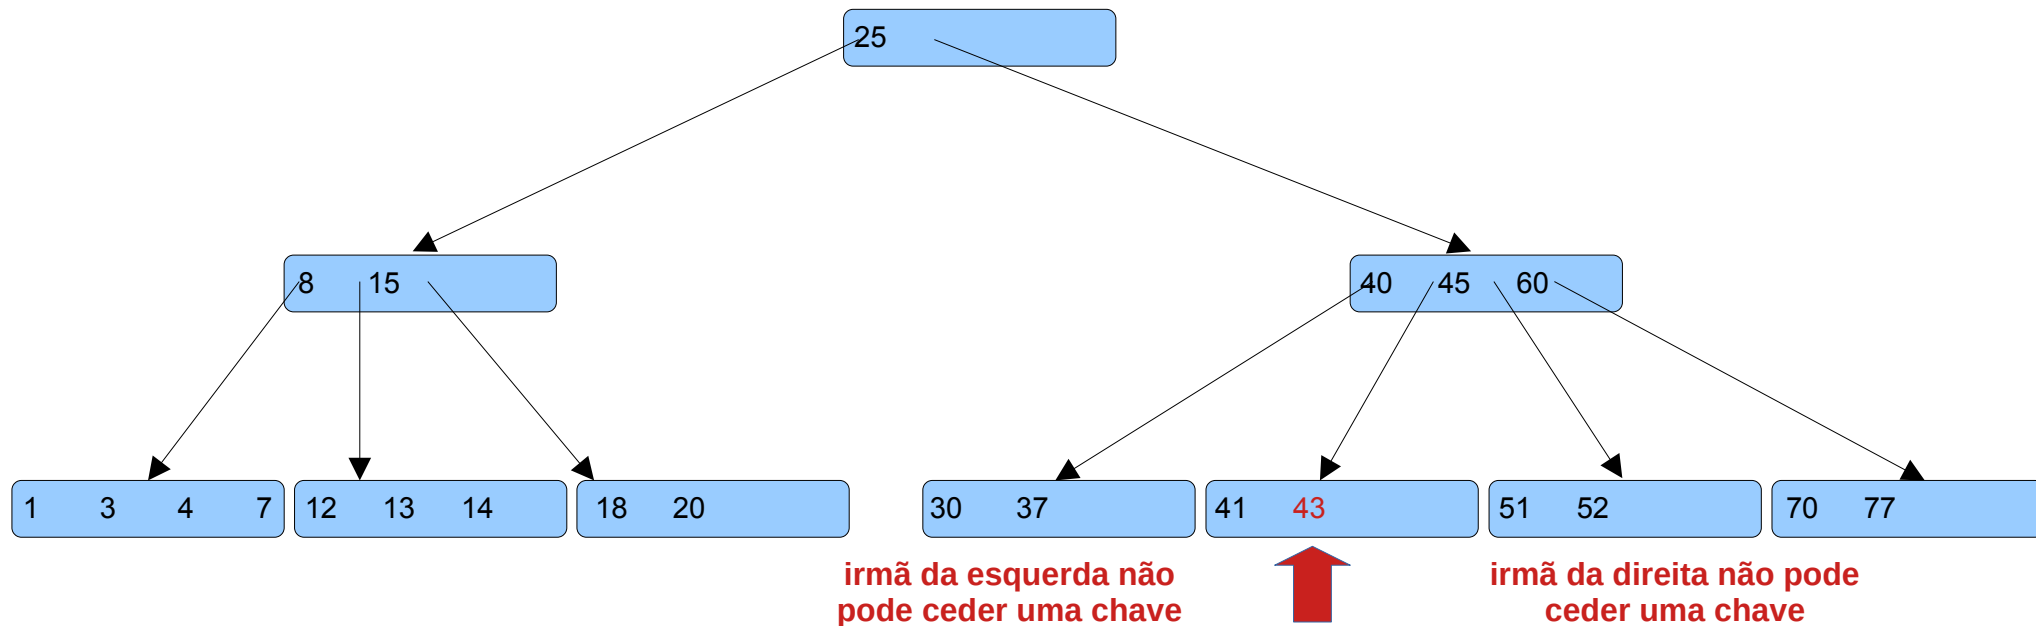 25
8 15
40 45 60
1 3 4 7
12 13 14
18 20
30 37
41 43
51 52
70 77
irmã da esquerda não
pode ceder uma chave
irmã da direita não pode
ceder uma chave